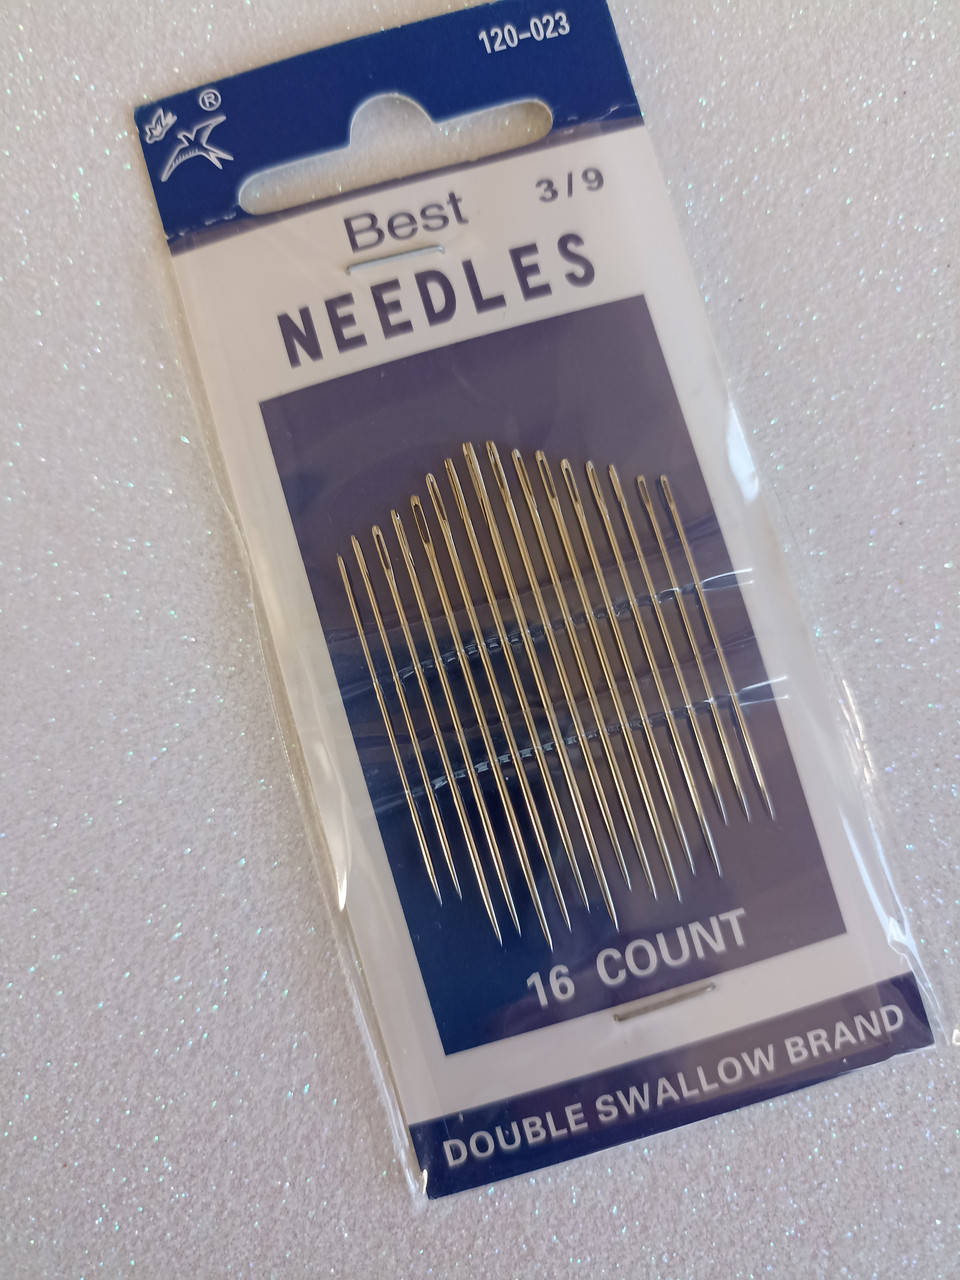 120-023
®
Best 3/9
NEEDLES
16 COUNT
DOUBLE SWALLOW BRAND